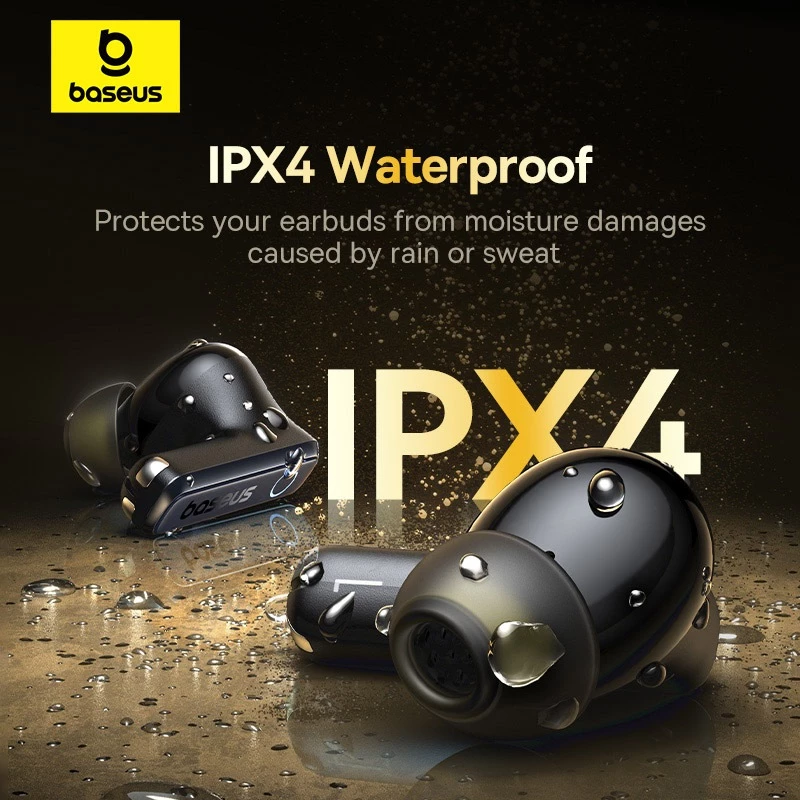 baseus
IPX4 Waterproof
Protects your earbuds from moisture damages
caused by rain or sweat
IPX4
baseus
L